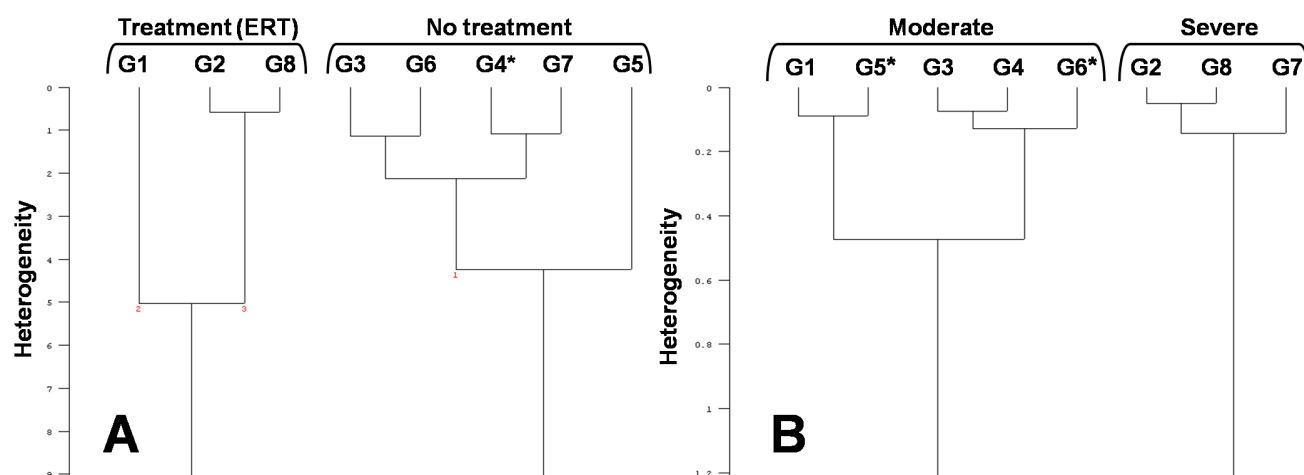 Treatment (ERT) No treatment
G1 G2 G8 G3 G6 G4* G7 G5
Heterogeneity
0
1
2
3
4
5
6
7
8
9
1
2 3
A
Moderate Severe
G1 G5* G3 G4 G6* G2 G8 G7
Heterogeneity
0
0.2
0.4
0.6
0.8
1
1.2
B